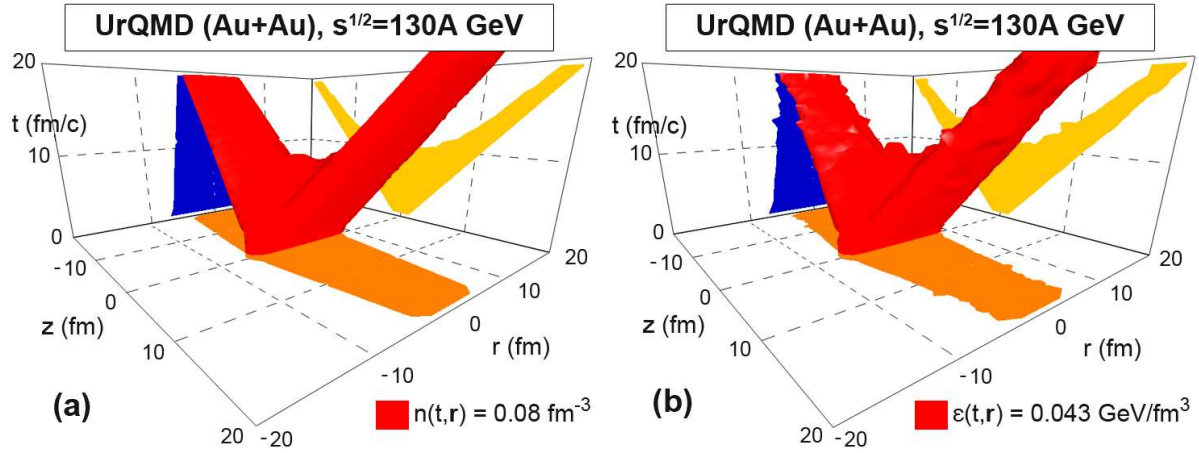 UrQMD (Au+Au), s^1/2=130A GeV
20
t (fm/c)
10
0
-10
0
z (fm)
10
20
-20
-10
0
r (fm)
10
20
(a)
n(t,r) = 0.08 fm^-3
UrQMD (Au+Au), s^1/2=130A GeV
20
t (fm/c)
10
0
-10
0
z (fm)
10
20
-20
-10
0
r (fm)
10
20
(b)
ε(t,r) = 0.043 GeV/fm^3